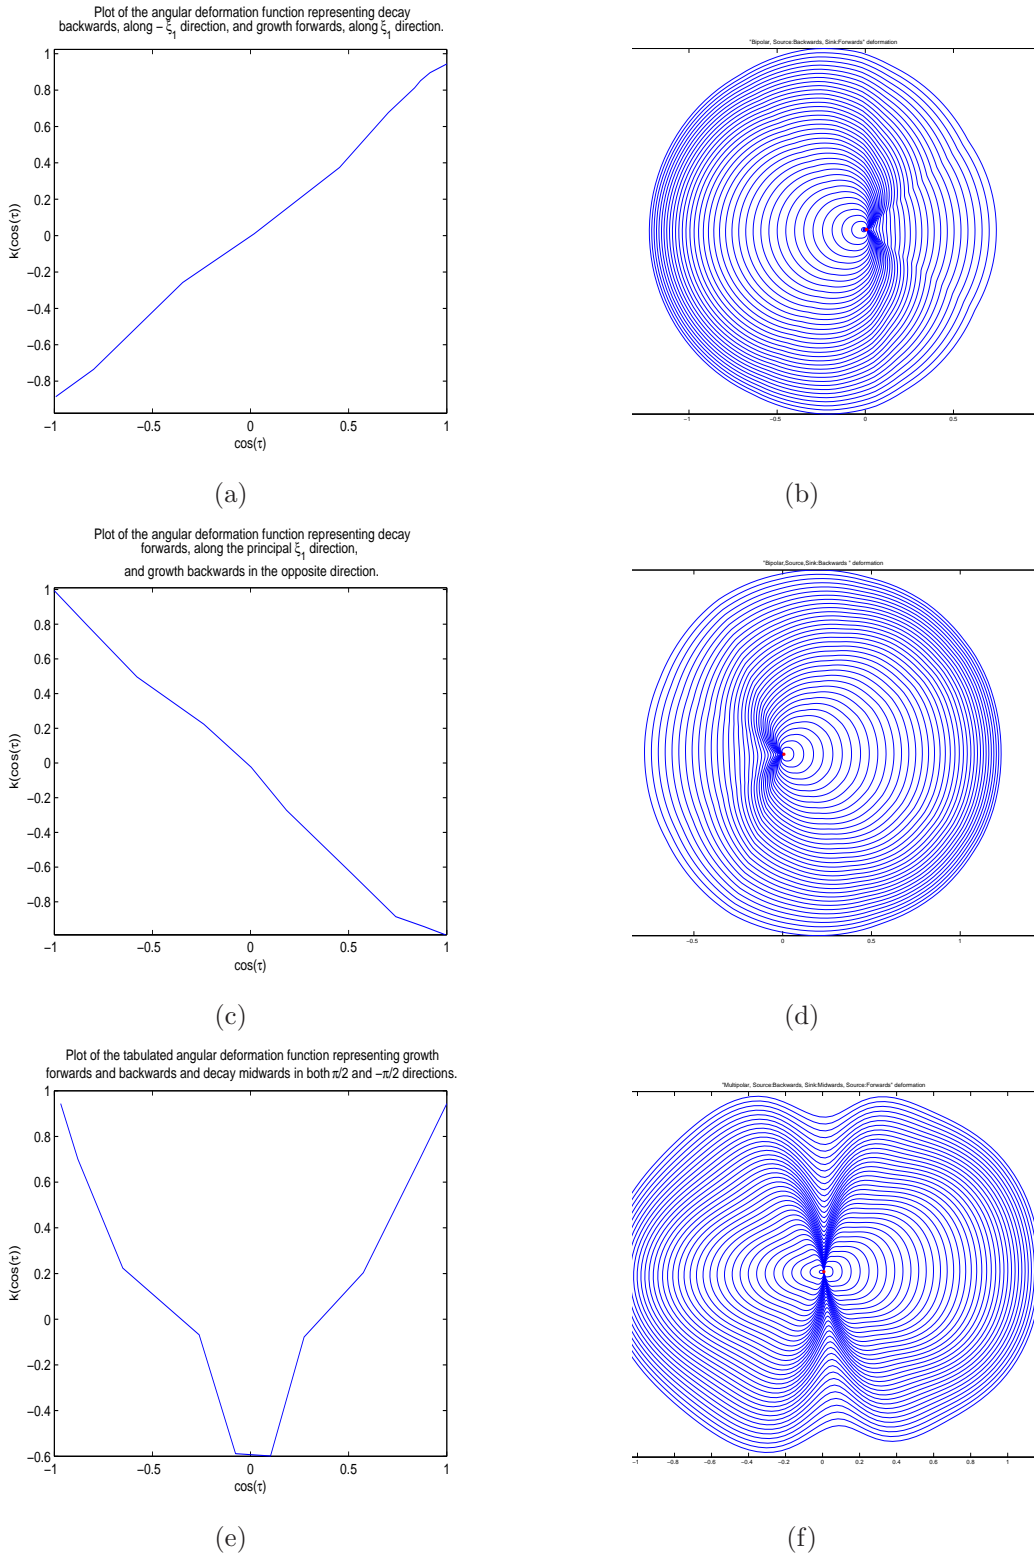 Plot of the angular deformation function representing decay
backwards, along − ξ1 direction, and growth forwards, along ξ1 direction.
1
0.8
0.6
0.4
0.2
0
−0.2
−0.4
−0.6
−0.8
k(cos(τ))
−1 −0.5 0 0.5 1
cos(τ)
(a)
"Bipolar, Source:Backwards, Sink:Forwards" deformation
−1 −0.5 0 0.5
(b)
Plot of the angular deformation function representing decay
forwards, along the principal ξ1 direction,
and growth backwards in the opposite direction.
1
0.8
0.6
0.4
0.2
0
−0.2
−0.4
−0.6
−0.8
k(cos(τ))
−1 −0.5 0 0.5 1
cos(τ)
(c)
"Bipolar,Source,Sink:Backwards " deformation
−0.5 0 0.5 1
(d)
Plot of the tabulated angular deformation function representing growth
forwards and backwards and decay midwards in both π/2 and −π/2 directions.
1
0.8
0.6
0.4
0.2
0
−0.2
−0.4
−0.6
k(cos(τ))
−1 −0.5 0 0.5 1
cos(τ)
(e)
"Multipolar, Source:Backwards, Sink:Midwards, Source:Forwards" deformation
−1 −0.8 −0.6 −0.4 −0.2 0 0.2 0.4 0.6 0.8 1
(f)